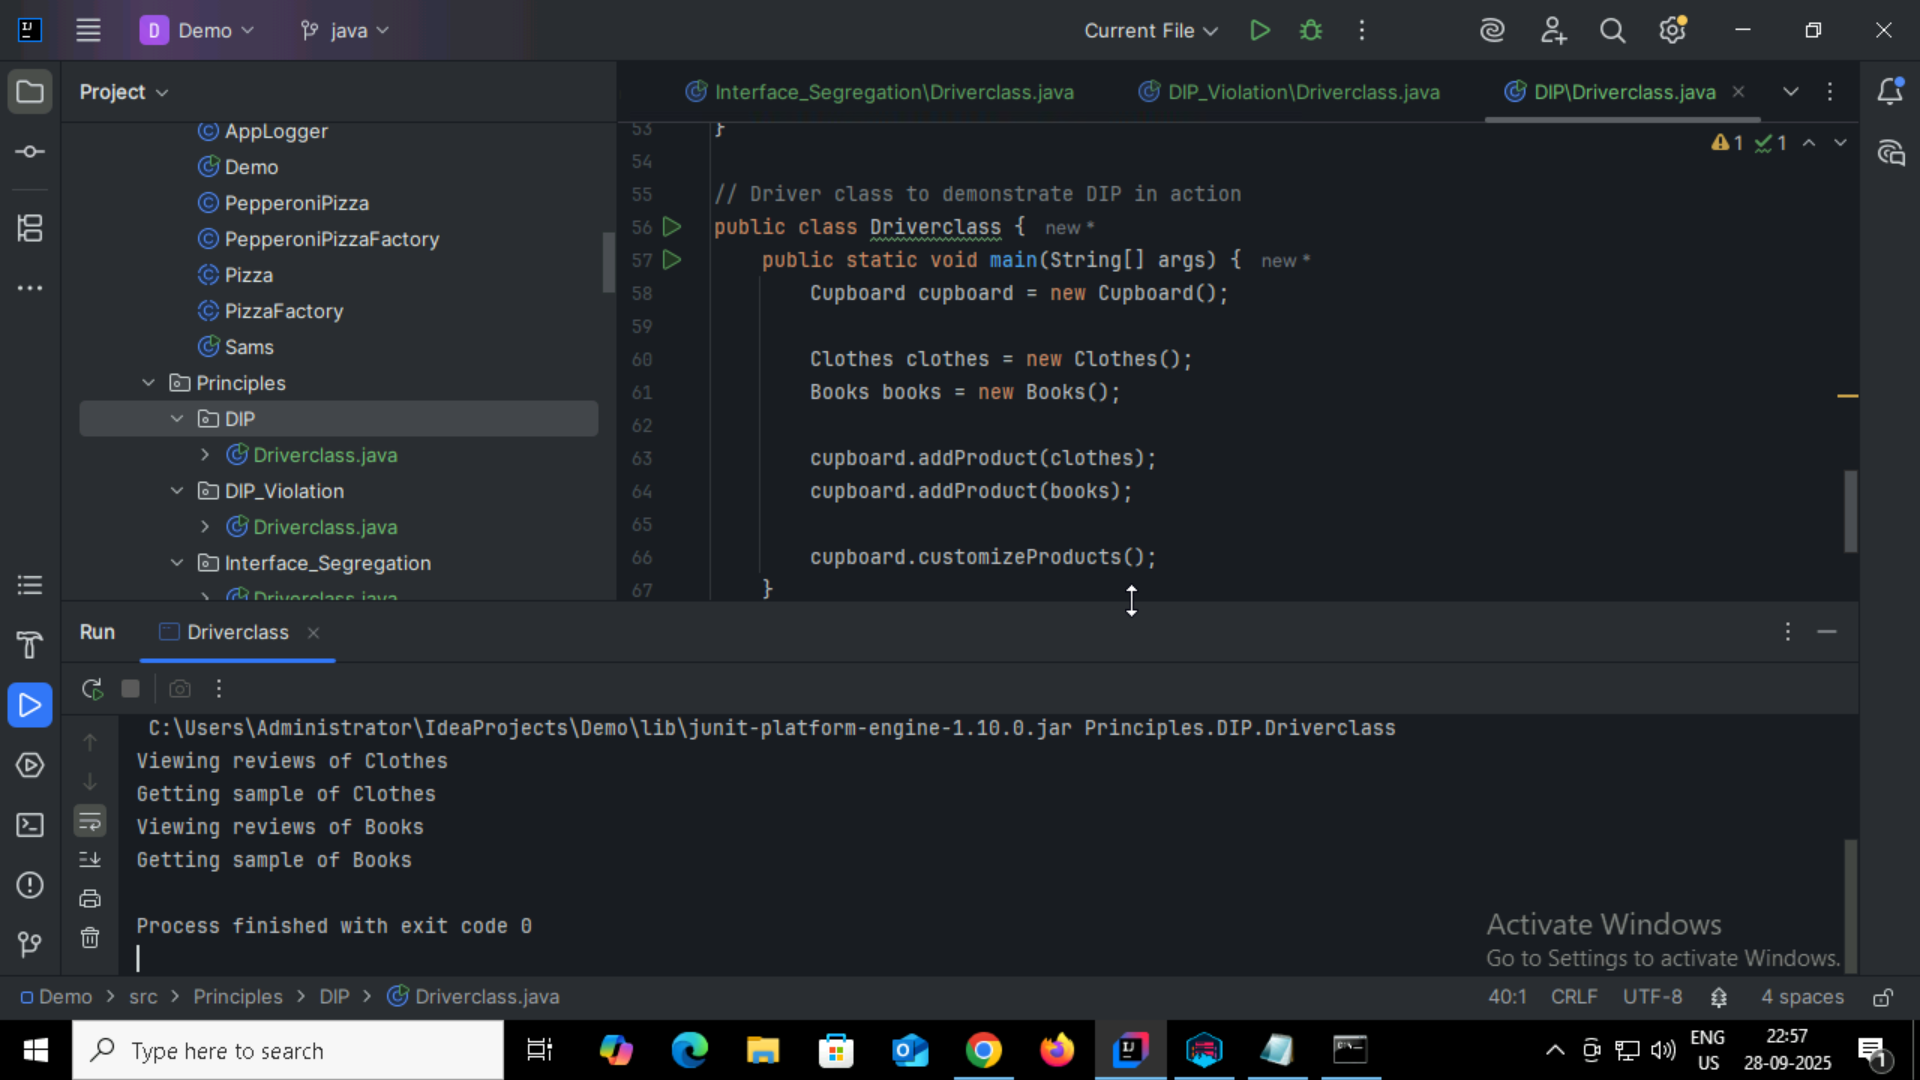 D Demo java Current File
Project
Interface_Segregation\Driverclass.java DIP_Violation\Driverclass.java DIP\Driverclass.java
AppLogger
Demo
PepperoniPizza
PepperoniPizzaFactory
Pizza
PizzaFactory
Sams
Principles
DIP
Driverclass.java
DIP_Violation
Driverclass.java
Interface_Segregation
Driverclass.java
1 1
53 }
54
55 // Driver class to demonstrate DIP in action
56 public class Driverclass { new *
57 public static void main(String[] args) { new *
58 Cupboard cupboard = new Cupboard();
59
60 Clothes clothes = new Clothes();
61 Books books = new Books();
62
63 cupboard.addProduct(clothes);
64 cupboard.addProduct(books);
65
66 cupboard.customizeProducts();
67 }
Run Driverclass
C:\Users\Administrator\IdeaProjects\Demo\lib\junit-platform-engine-1.10.0.jar Principles.DIP.Driverclass
Viewing reviews of Clothes
Getting sample of Clothes
Viewing reviews of Books
Getting sample of Books
Process finished with exit code 0
Activate Windows
Go to Settings to activate Windows.
Demo > src > Principles > DIP > Driverclass.java 40:1 CRLF UTF-8 4 spaces
Type here to search
ENG
US
22:57
28-09-2025
1